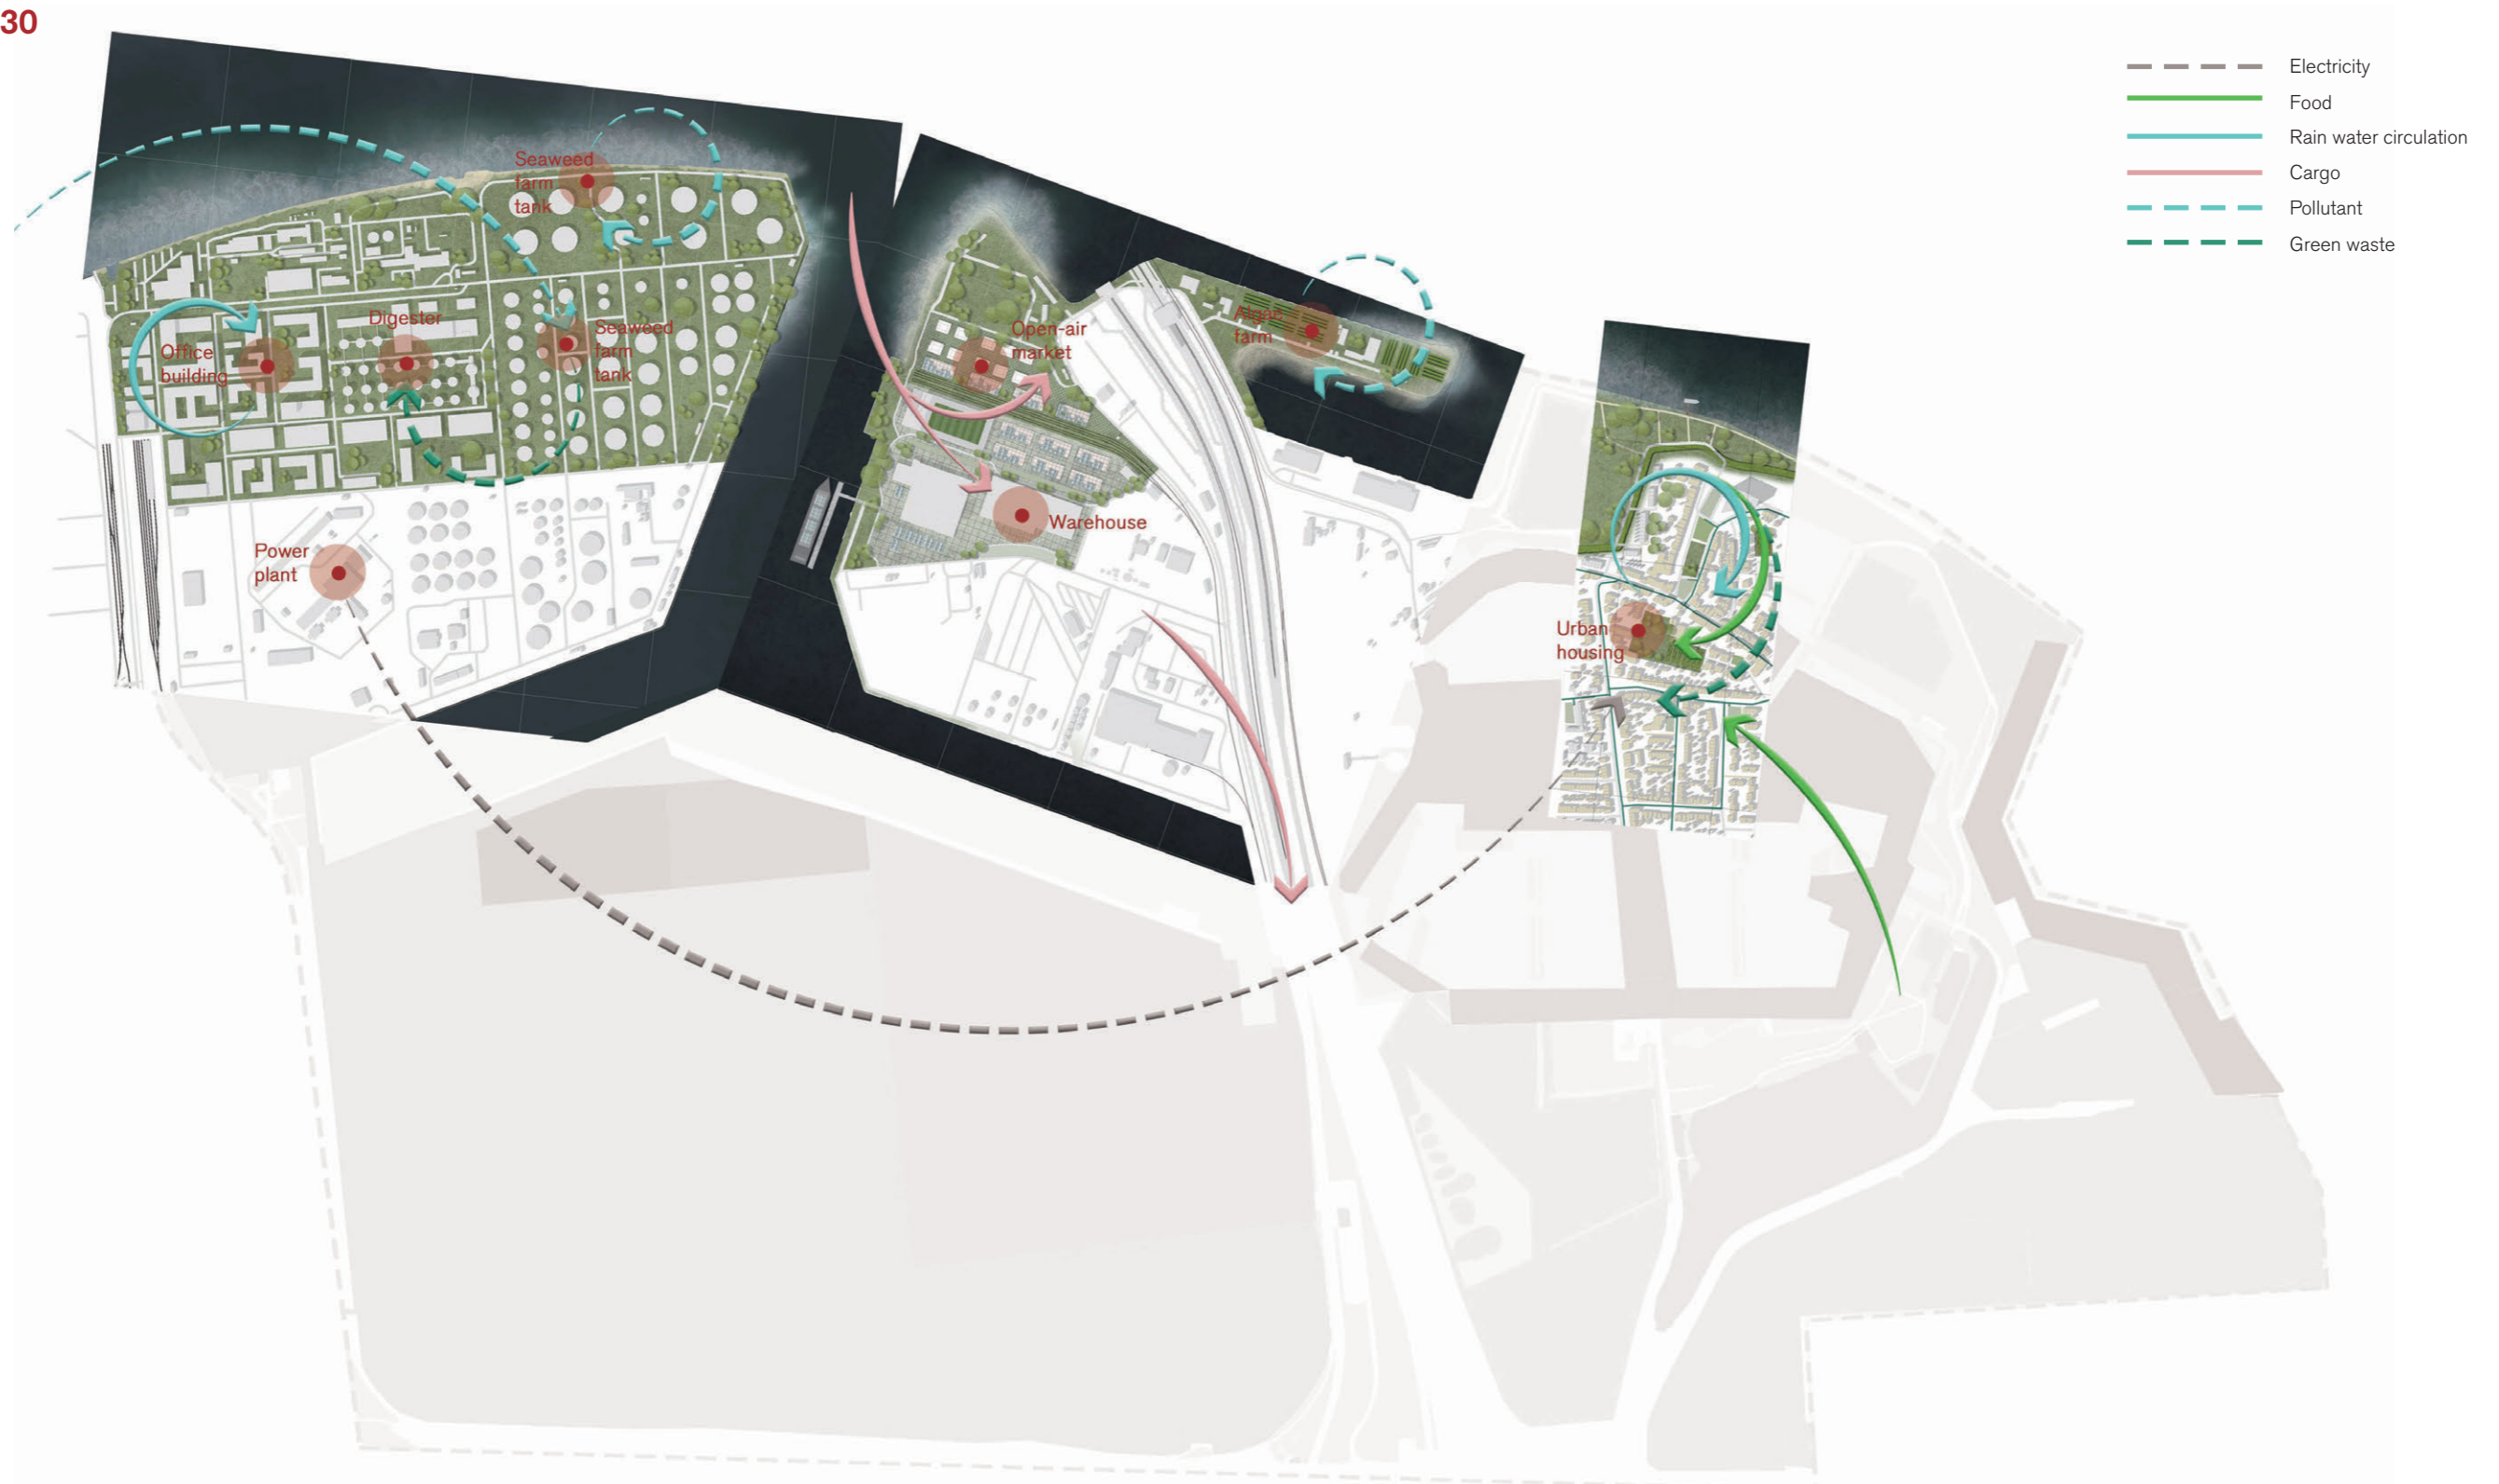 30
Electricity
Food
Rain water circulation
Cargo
Pollutant
Green waste
Seaweed
farm
tank
Office
building
Digester
Seaweed
farm
tank
Open-air
market
Algae
farm
Warehouse
Power
plant
Urban
housing